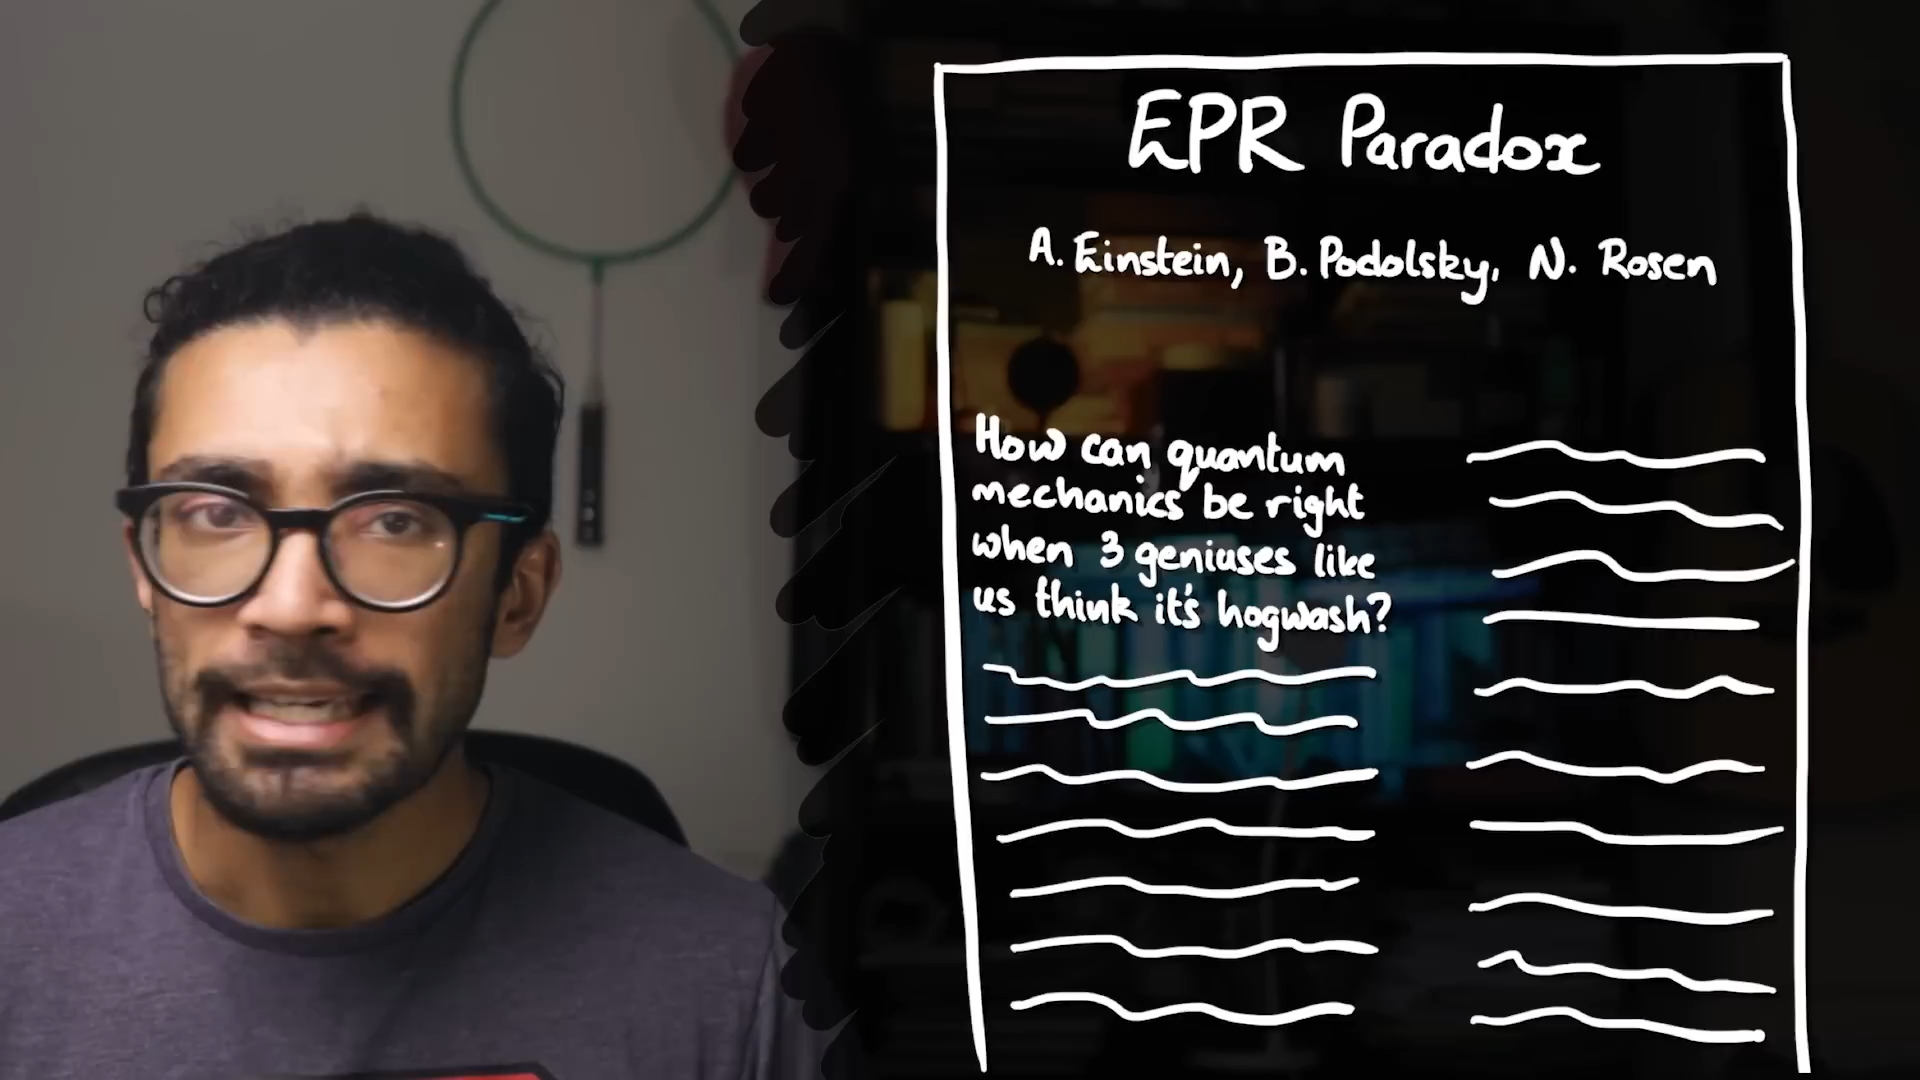 EPR Paradox
A. Einstein, B. Podolsky, N. Rosen
How can quantum
mechanics be right
when 3 geniuses like
us think it's hogwash?